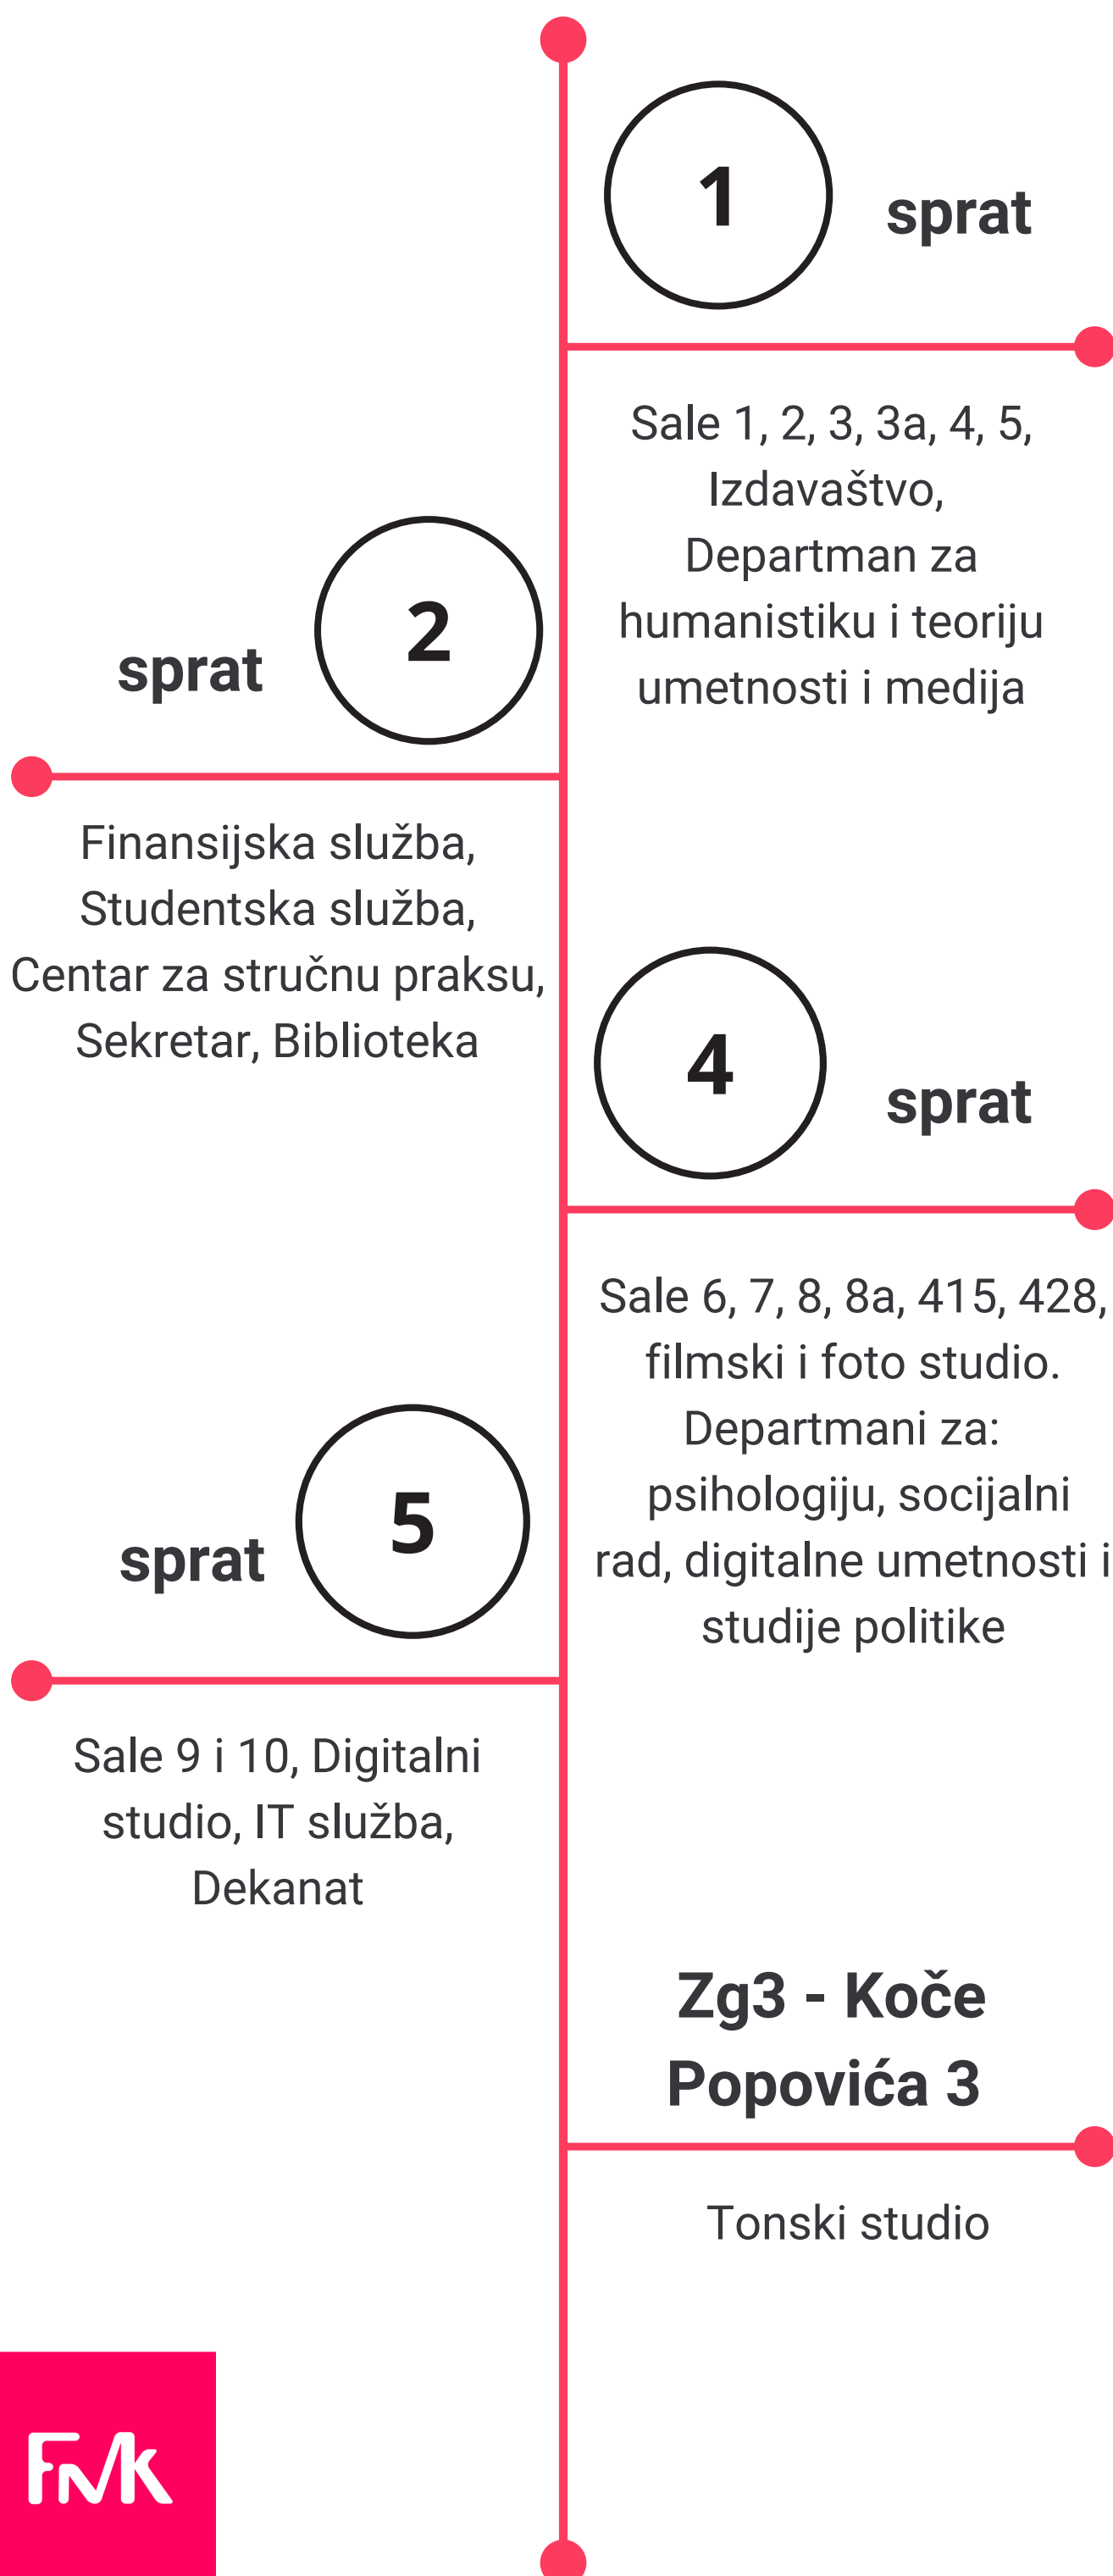 1
sprat
Sale 1, 2, 3, 3a, 4, 5,
Izdavaštvo,
Departman za
humanistiku i teoriju
umetnosti i medija
2
sprat
Finansijska služba,
Studentska služba,
Centar za stručnu praksu,
Sekretar, Biblioteka
4
sprat
Sale 6, 7, 8, 8a, 415, 428,
filmski i foto studio.
Departmani za:
psihologiju, socijalni
rad, digitalne umetnosti i
studije politike
5
sprat
Sale 9 i 10, Digitalni
studio, IT služba,
Dekanat
Zg3 - Koče
Popovića 3
Tonski studio
FMK